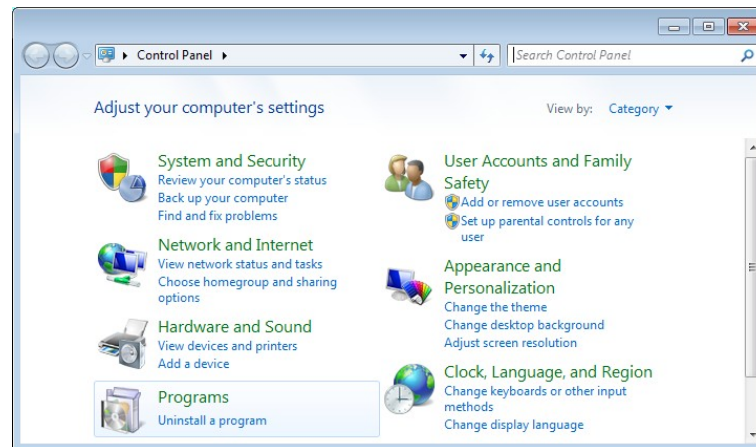 Control Panel
Search Control Panel
Adjust your computer's settings
View by: Category
System and Security
Review your computer's status
Back up your computer
Find and fix problems
Network and Internet
View network status and tasks
Choose homegroup and sharing
options
Hardware and Sound
View devices and printers
Add a device
Programs
Uninstall a program
User Accounts and Family
Safety
Add or remove user accounts
Set up parental controls for any
user
Appearance and
Personalization
Change the theme
Change desktop background
Adjust screen resolution
Clock, Language, and Region
Change keyboards or other input
methods
Change display language